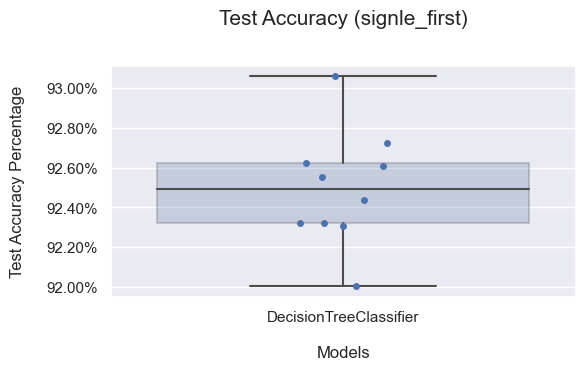 Test Accuracy (signle_first)
Test Accuracy Percentage
93.00%
92.80%
92.60%
92.40%
92.20%
92.00%
DecisionTreeClassifier
Models